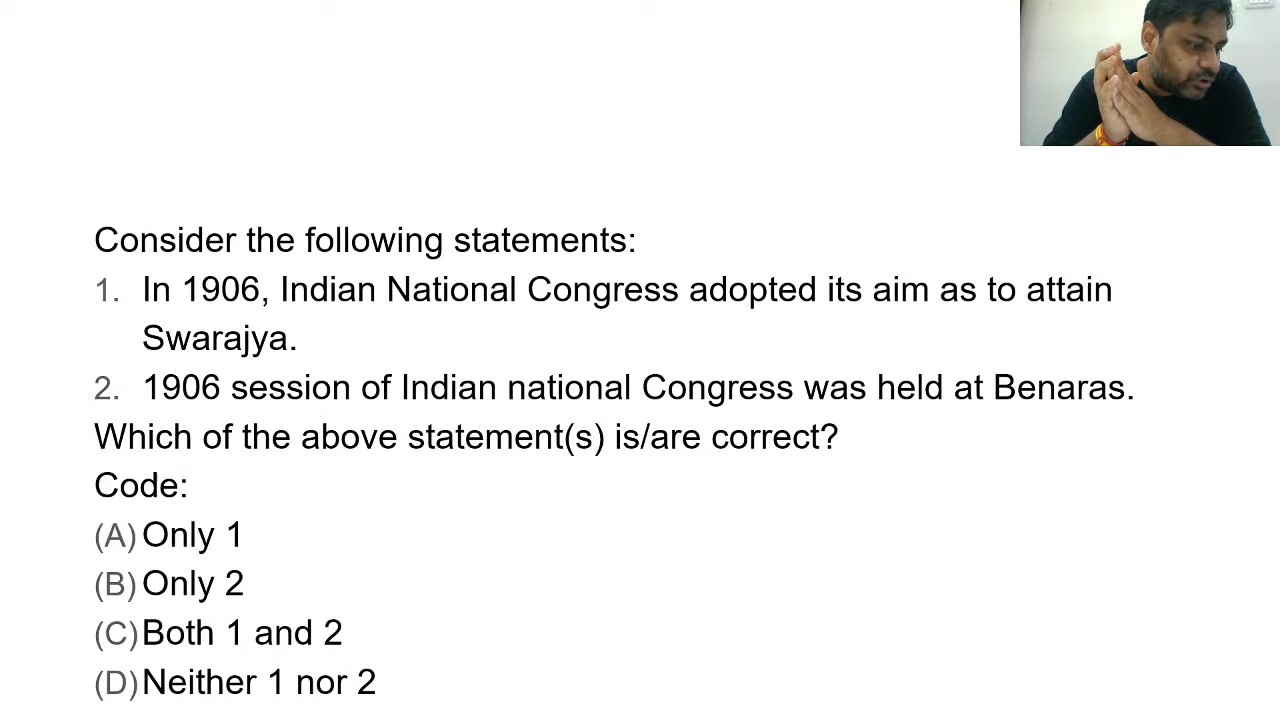 Consider the following statements:
1. In 1906, Indian National Congress adopted its aim as to attain
Swarajya.
2. 1906 session of Indian national Congress was held at Benaras.
Which of the above statement(s) is/are correct?
Code:
(A) Only 1
(B) Only 2
(C) Both 1 and 2
(D) Neither 1 nor 2